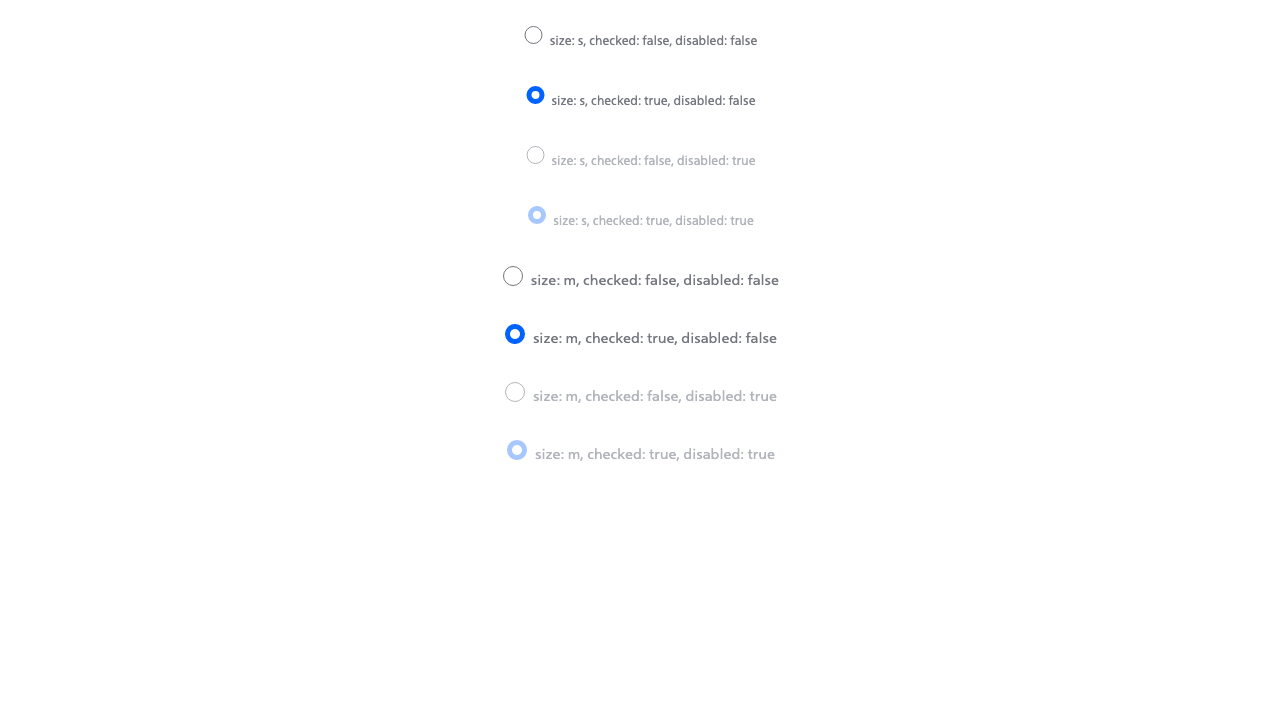 size: s, checked: false, disabled: false
size: s, checked: true, disabled: false
size: s, checked: false, disabled: true
size: s, checked: true, disabled: true
size: m, checked: false, disabled: false
size: m, checked: true, disabled: false
size: m, checked: false, disabled: true
size: m, checked: true, disabled: true